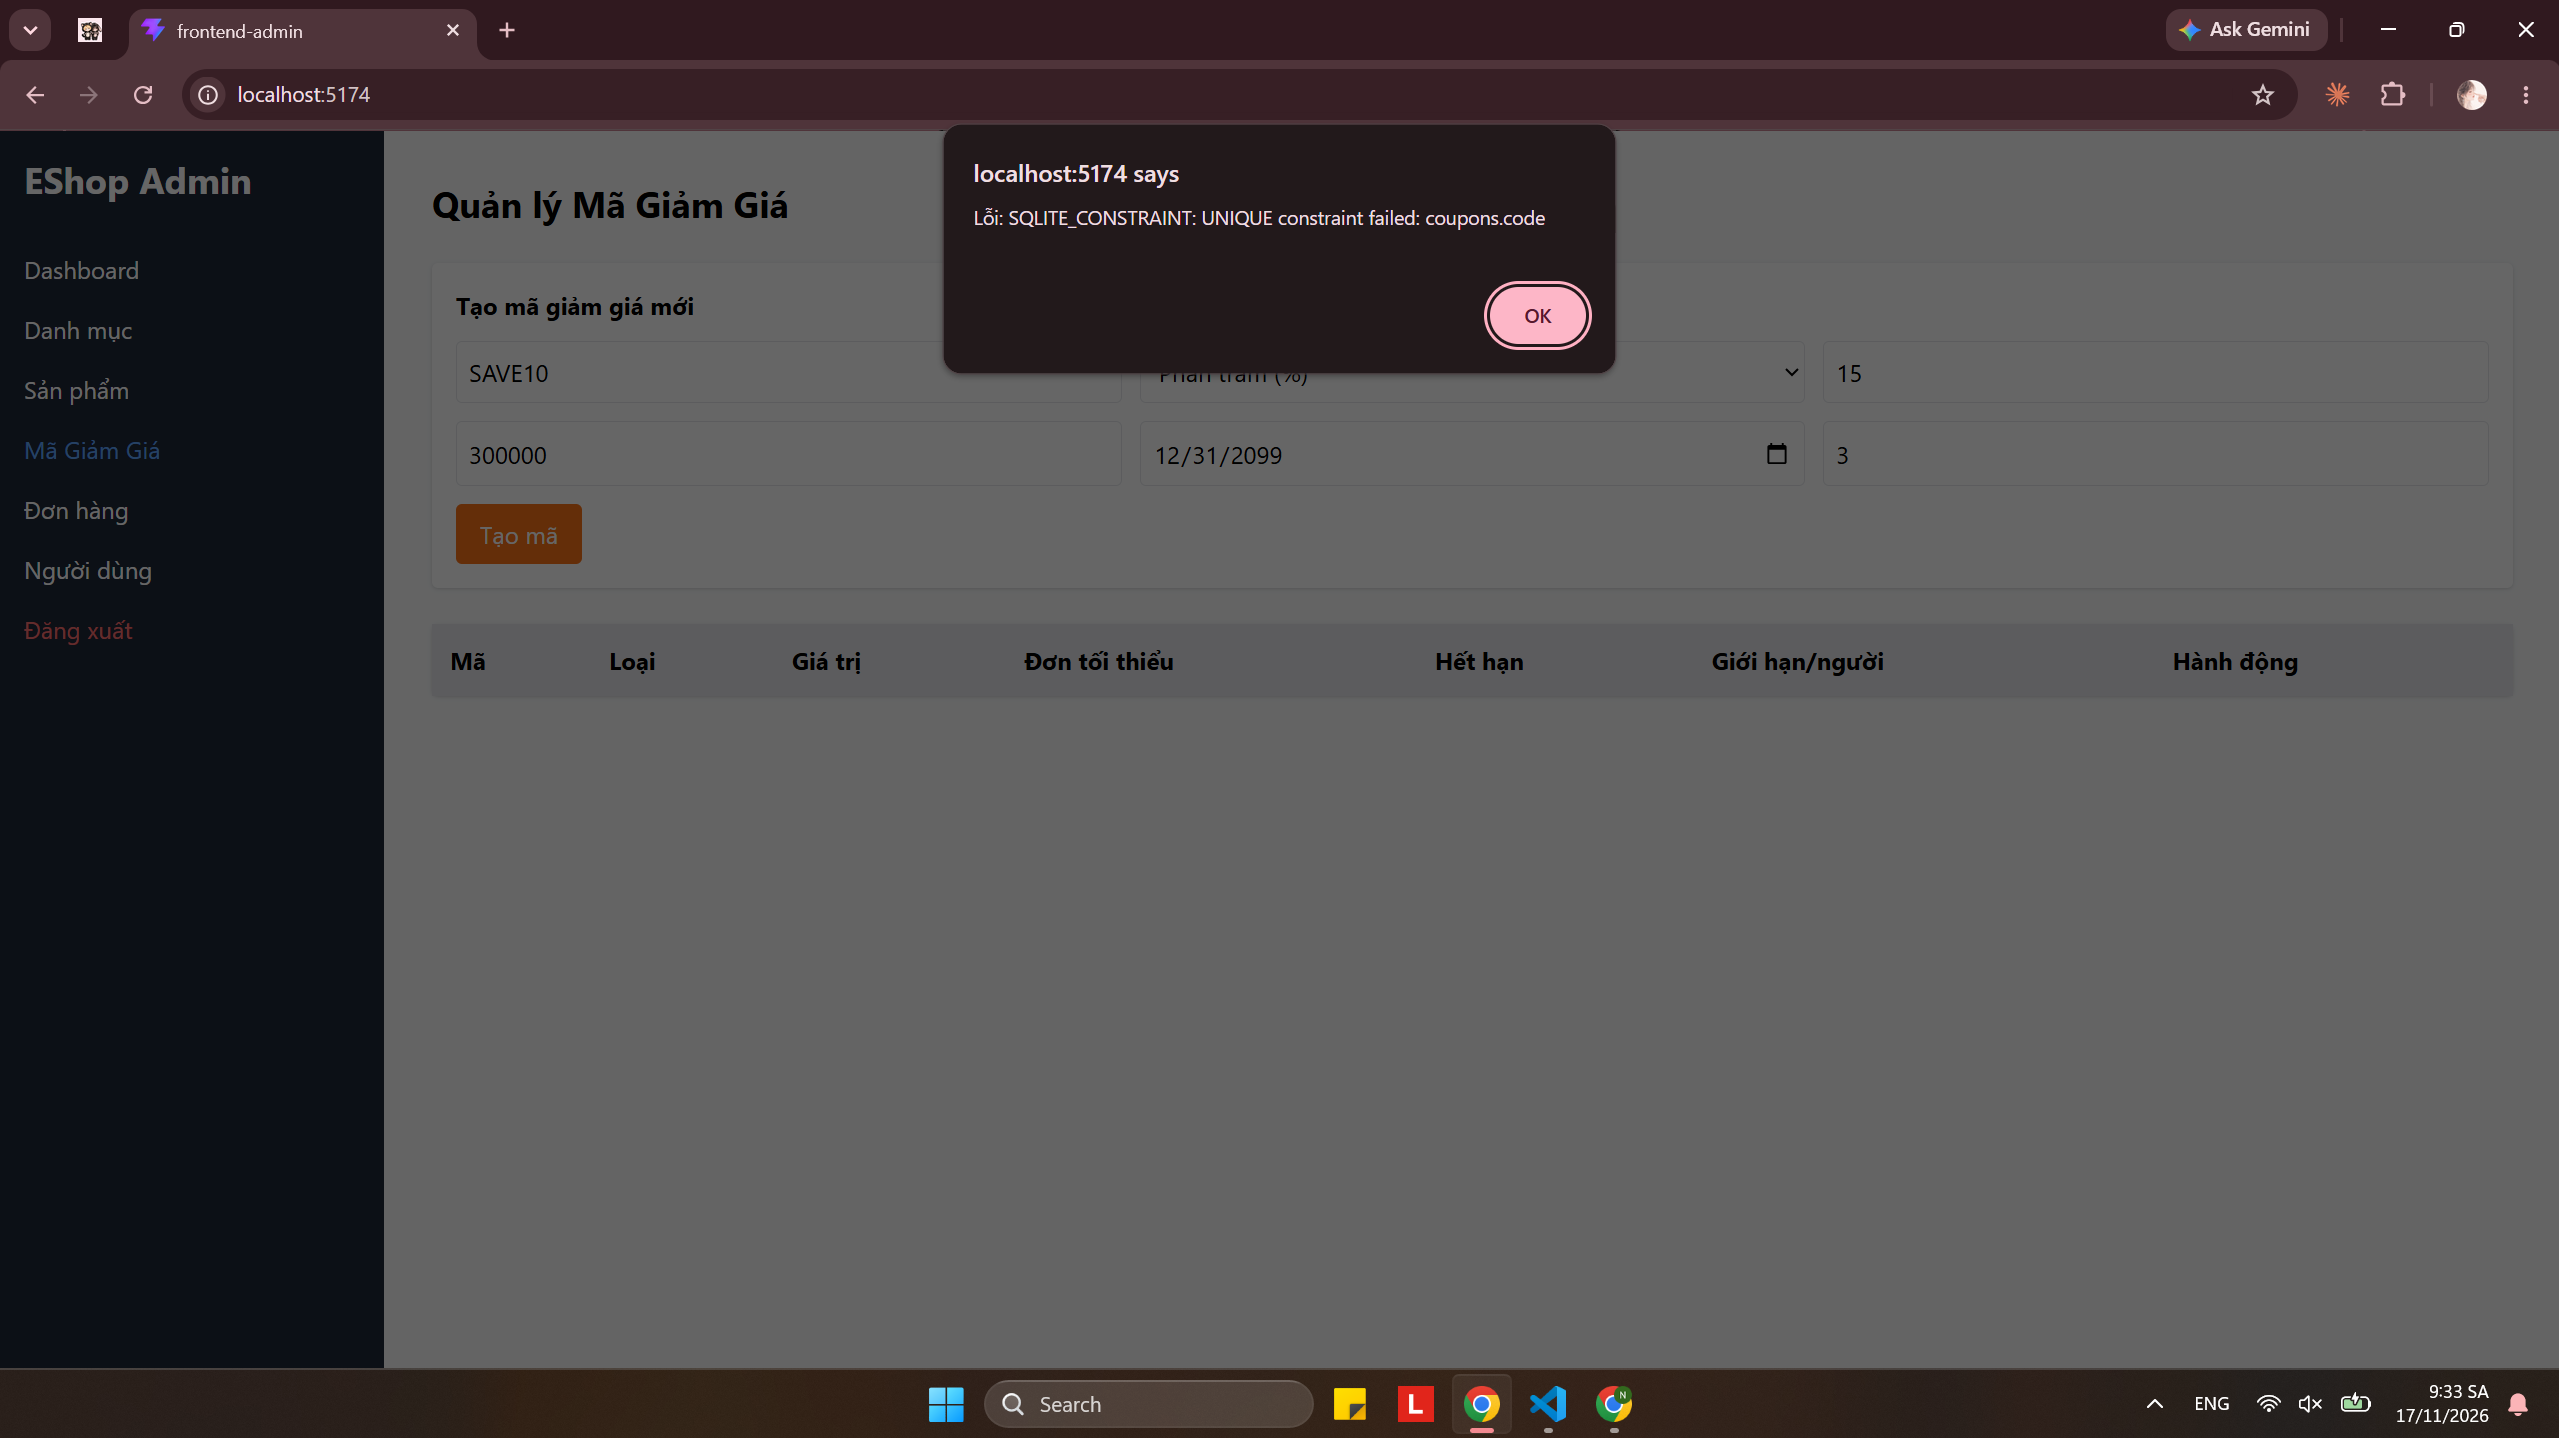 frontend-admin
Ask Gemini
localhost:5174
EShop Admin
Dashboard
Danh mục
Sản phẩm
Mã Giảm Giá
Đơn hàng
Người dùng
Đăng xuất
Quản lý Mã Giảm Giá
localhost:5174 says
Lỗi: SQLITE_CONSTRAINT: UNIQUE constraint failed: coupons.code
OK
Tạo mã giảm giá mới
SAVE10
Phần trăm (%)
15
300000
12/31/2099
3
Tạo mã
Mã Loại Giá trị Đơn tối thiểu Hết hạn Giới hạn/người Hành động
Search
L
N
ENG
9:33 SA
17/11/2026